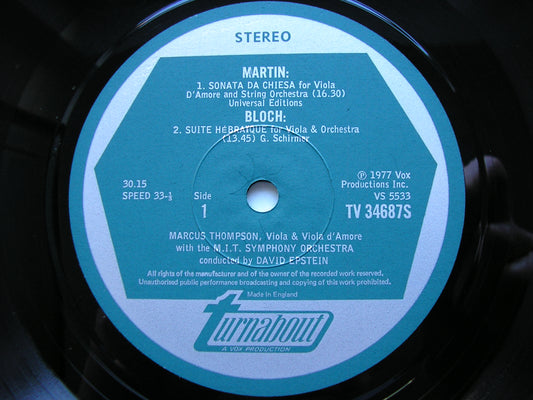 STEREO
MARTIN:
1. SONATA DA CHIESA for Viola
D'Amore and String Orchestra (16.30)
Universal Editions
BLOCH:
2. SUITE HÉBRAIQUE for Viola & Orchestra
(13.45) G. Schirmer
30.15
SPEED 33-⅓
Side
1
℗ 1977 Vox
Productions Inc.
VS 5533
TV 34687S
MARCUS THOMPSON, Viola & Viola d'Amore
with the M.I.T. SYMPHONY ORCHESTRA
conducted by DAVID EPSTEIN
All rights of the manufacturer and of the owner of the recorded work reserved.
Unauthorised public performance broadcasting and copying of this work prohibited.
Made in England
turnabout
A VOX PRODUCTION